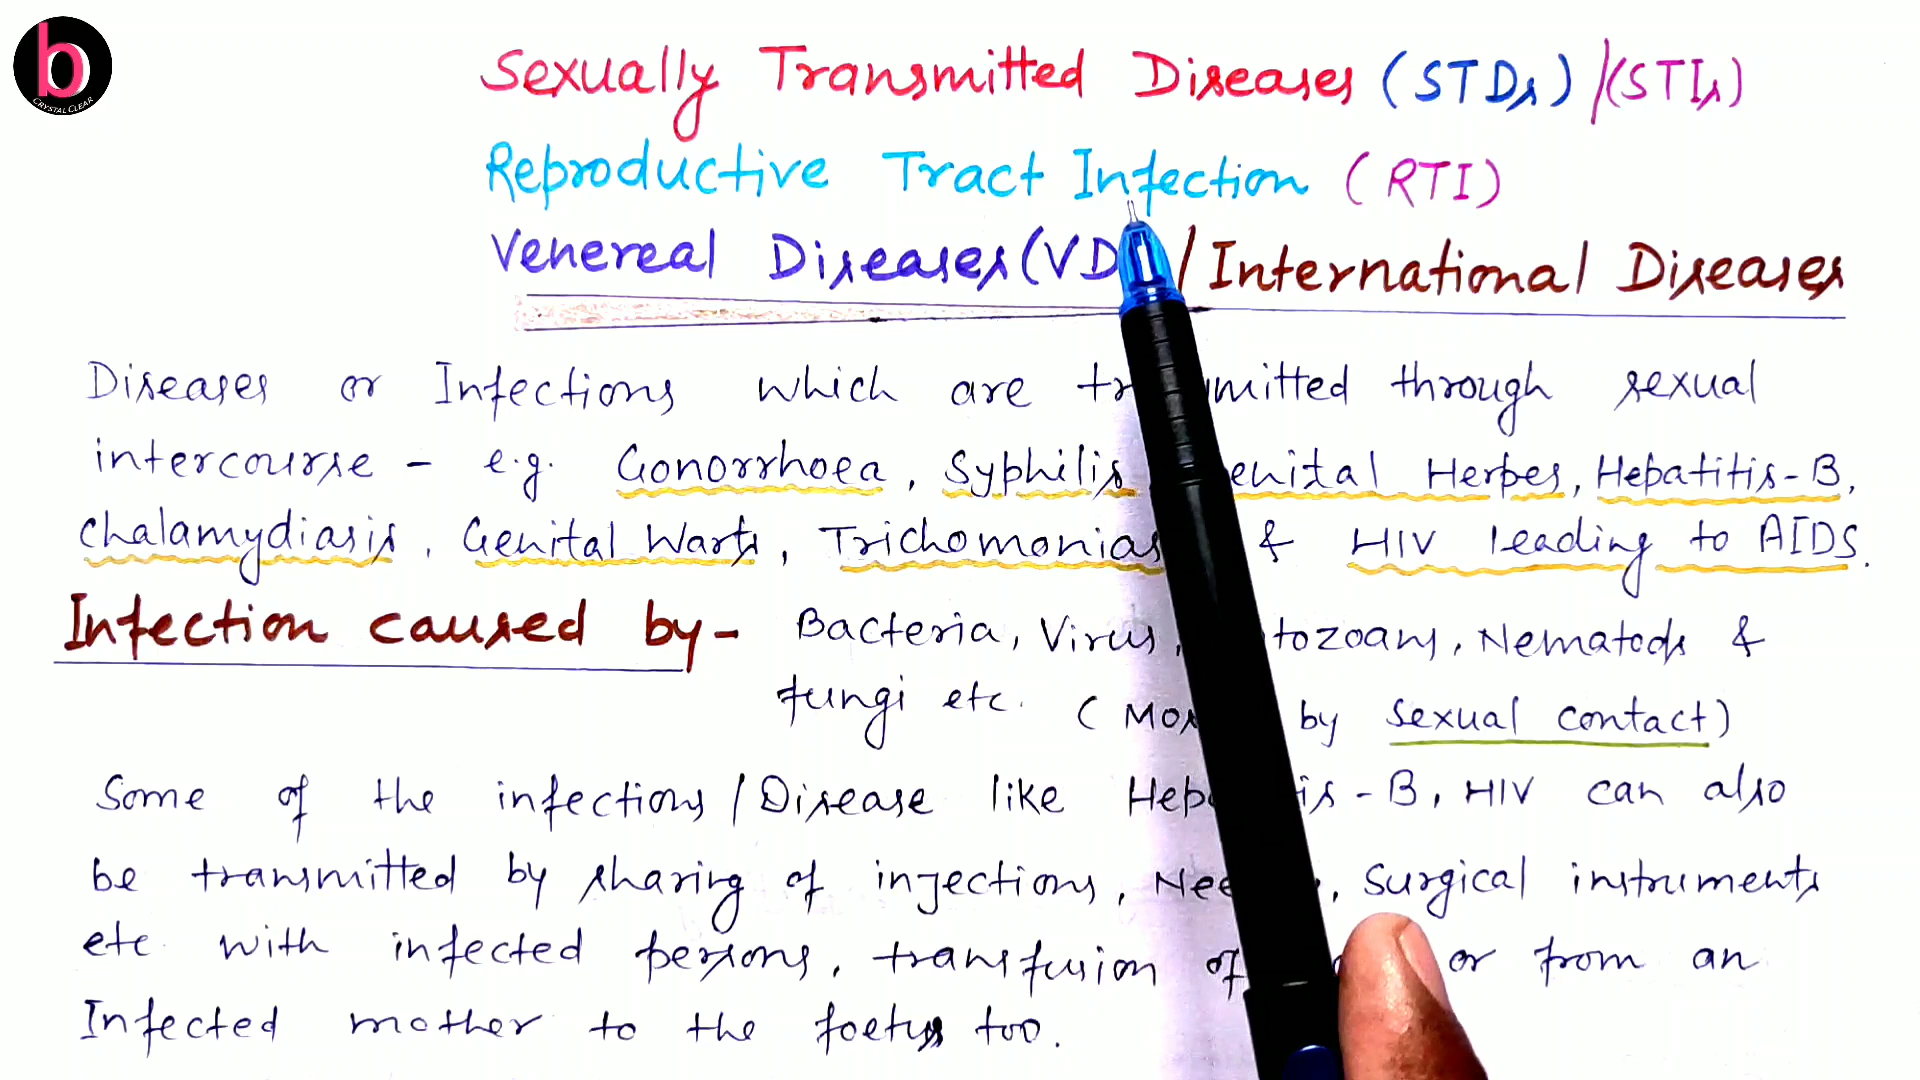 b
CRYSTAL CLEAR
Sexually Transmitted Diseases (STDs) / (STIs)
Reproductive Tract Infection (RTI)
Venereal Diseases (VD / International Diseases
Diseases or Infections which are transmitted through sexual
intercourse - e.g. Gonorrhoea, Syphilis enital Herpes, Hepatitis-B,
Chalamydiasis, Genital Warts, Trichomonias & HIV leading to AIDS.
Infection caused by - Bacteria, Virus, tozoans, Nematods &
fungi etc. (Mos by sexual contact)
Some of the infections / Disease like Hep is-B, HIV can also
be transmitted by sharing of injections, Nee , surgical instruments
etc with infected persons, transfusion of or from an
Infected mother to the foetus too.